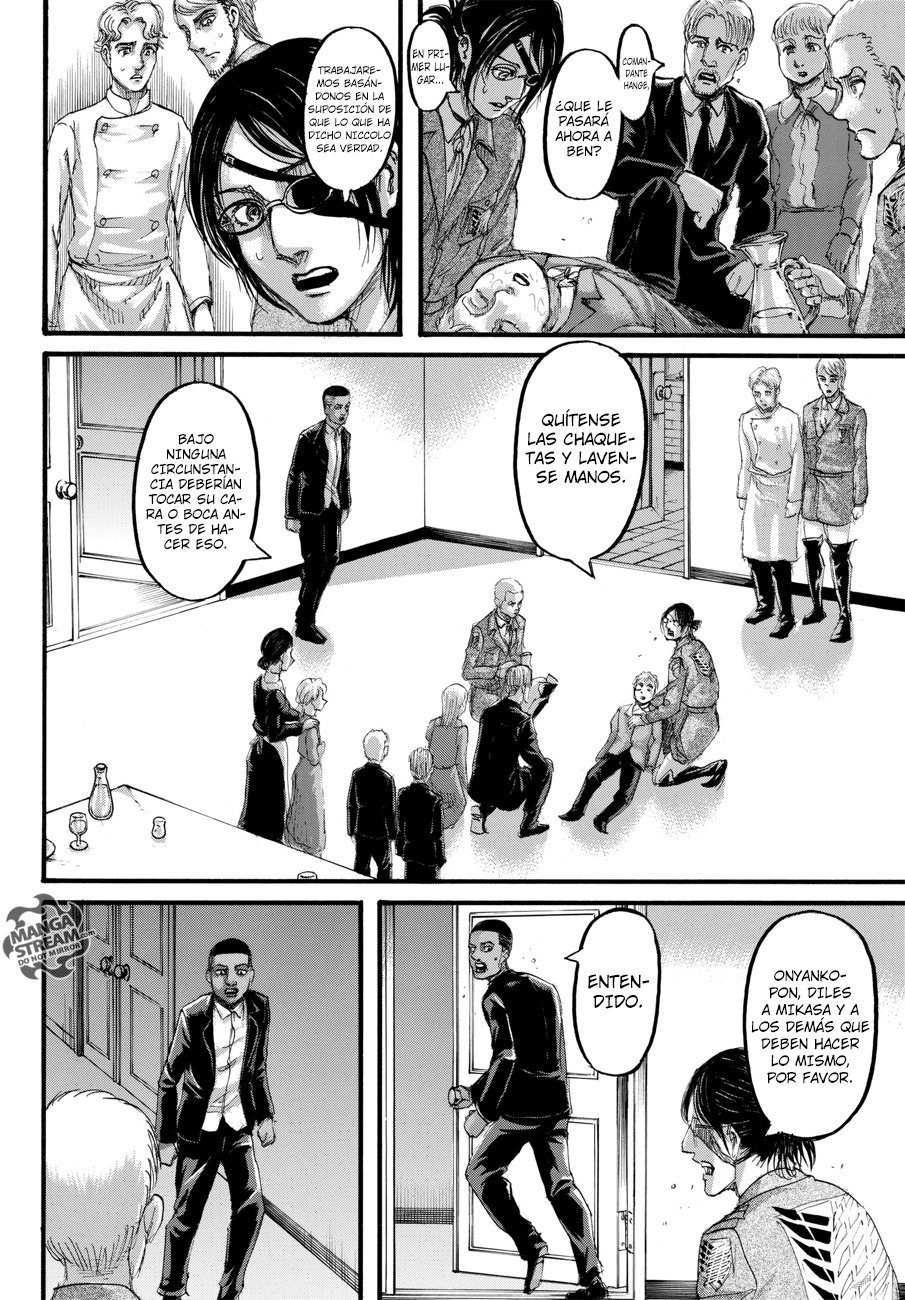 COMAN-
DANTE
HANGE,
¿QUE LE
PASARÁ
AHORA A
BEN?
EN PRI
MER LU-
GAR...
TRABAJARE-
MOS BASÁN-
DONOS EN LA
SUPOSICIÓN DE
QUE LO QUE HA
DICHO NICCOLO
SEA VERDAD.
QUÍTENSE
LAS CHAQUE-
TAS Y LAVEN-
SE MANOS.
BAJO
NINGUNA
CIRCUNSTAN-
CIA DEBERÍAN
TOCAR SU CA-
RA O BOCA AN-
TES DE HA-
CER ESO.
ONYANKO-
PON, DILES
A MIKASA Y A
LOS DEMÁS QUE
DEBEN HACER
LO MISMO,
POR FAVOR.
ENTEN-
DIDO.
MANGA
STREAM.com
DO NOT MIRROR